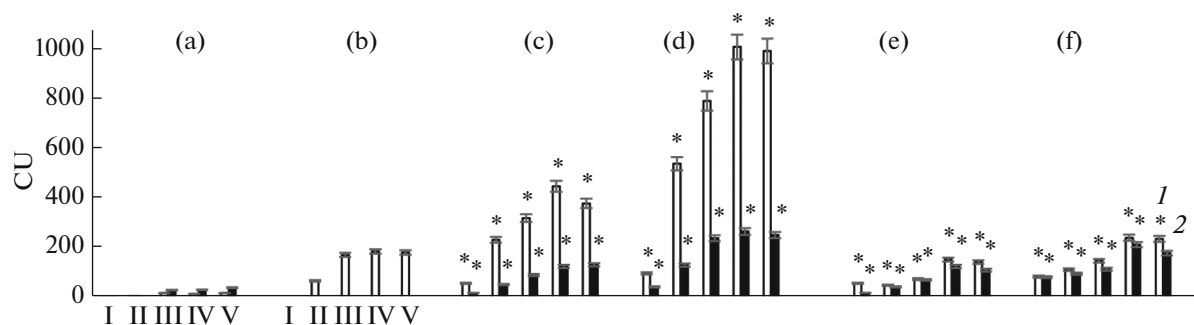 (a) (b) (c) (d) (e) (f)
1000
800
600
400
200
0
CU
* * * * * * * * * *
* * * * * * * * * *
* * * * * * * * * *
* * * * * * * * * *
1
2
I II III IV V I II III IV V